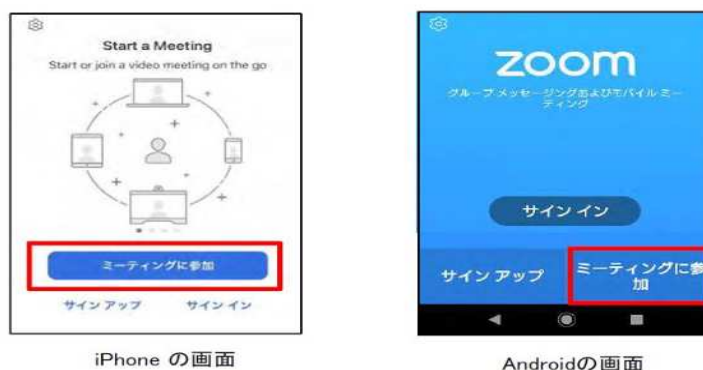 Start a Meeting
Start or join a video meeting on the go
ミーティングに参加
サイン アップ サイン イン
iPhone の画面
zoom
グループ メッセージング およびモバイル ミー
ティング
サイン イン
サイン アップ
ミーティングに参
加
Androidの画面